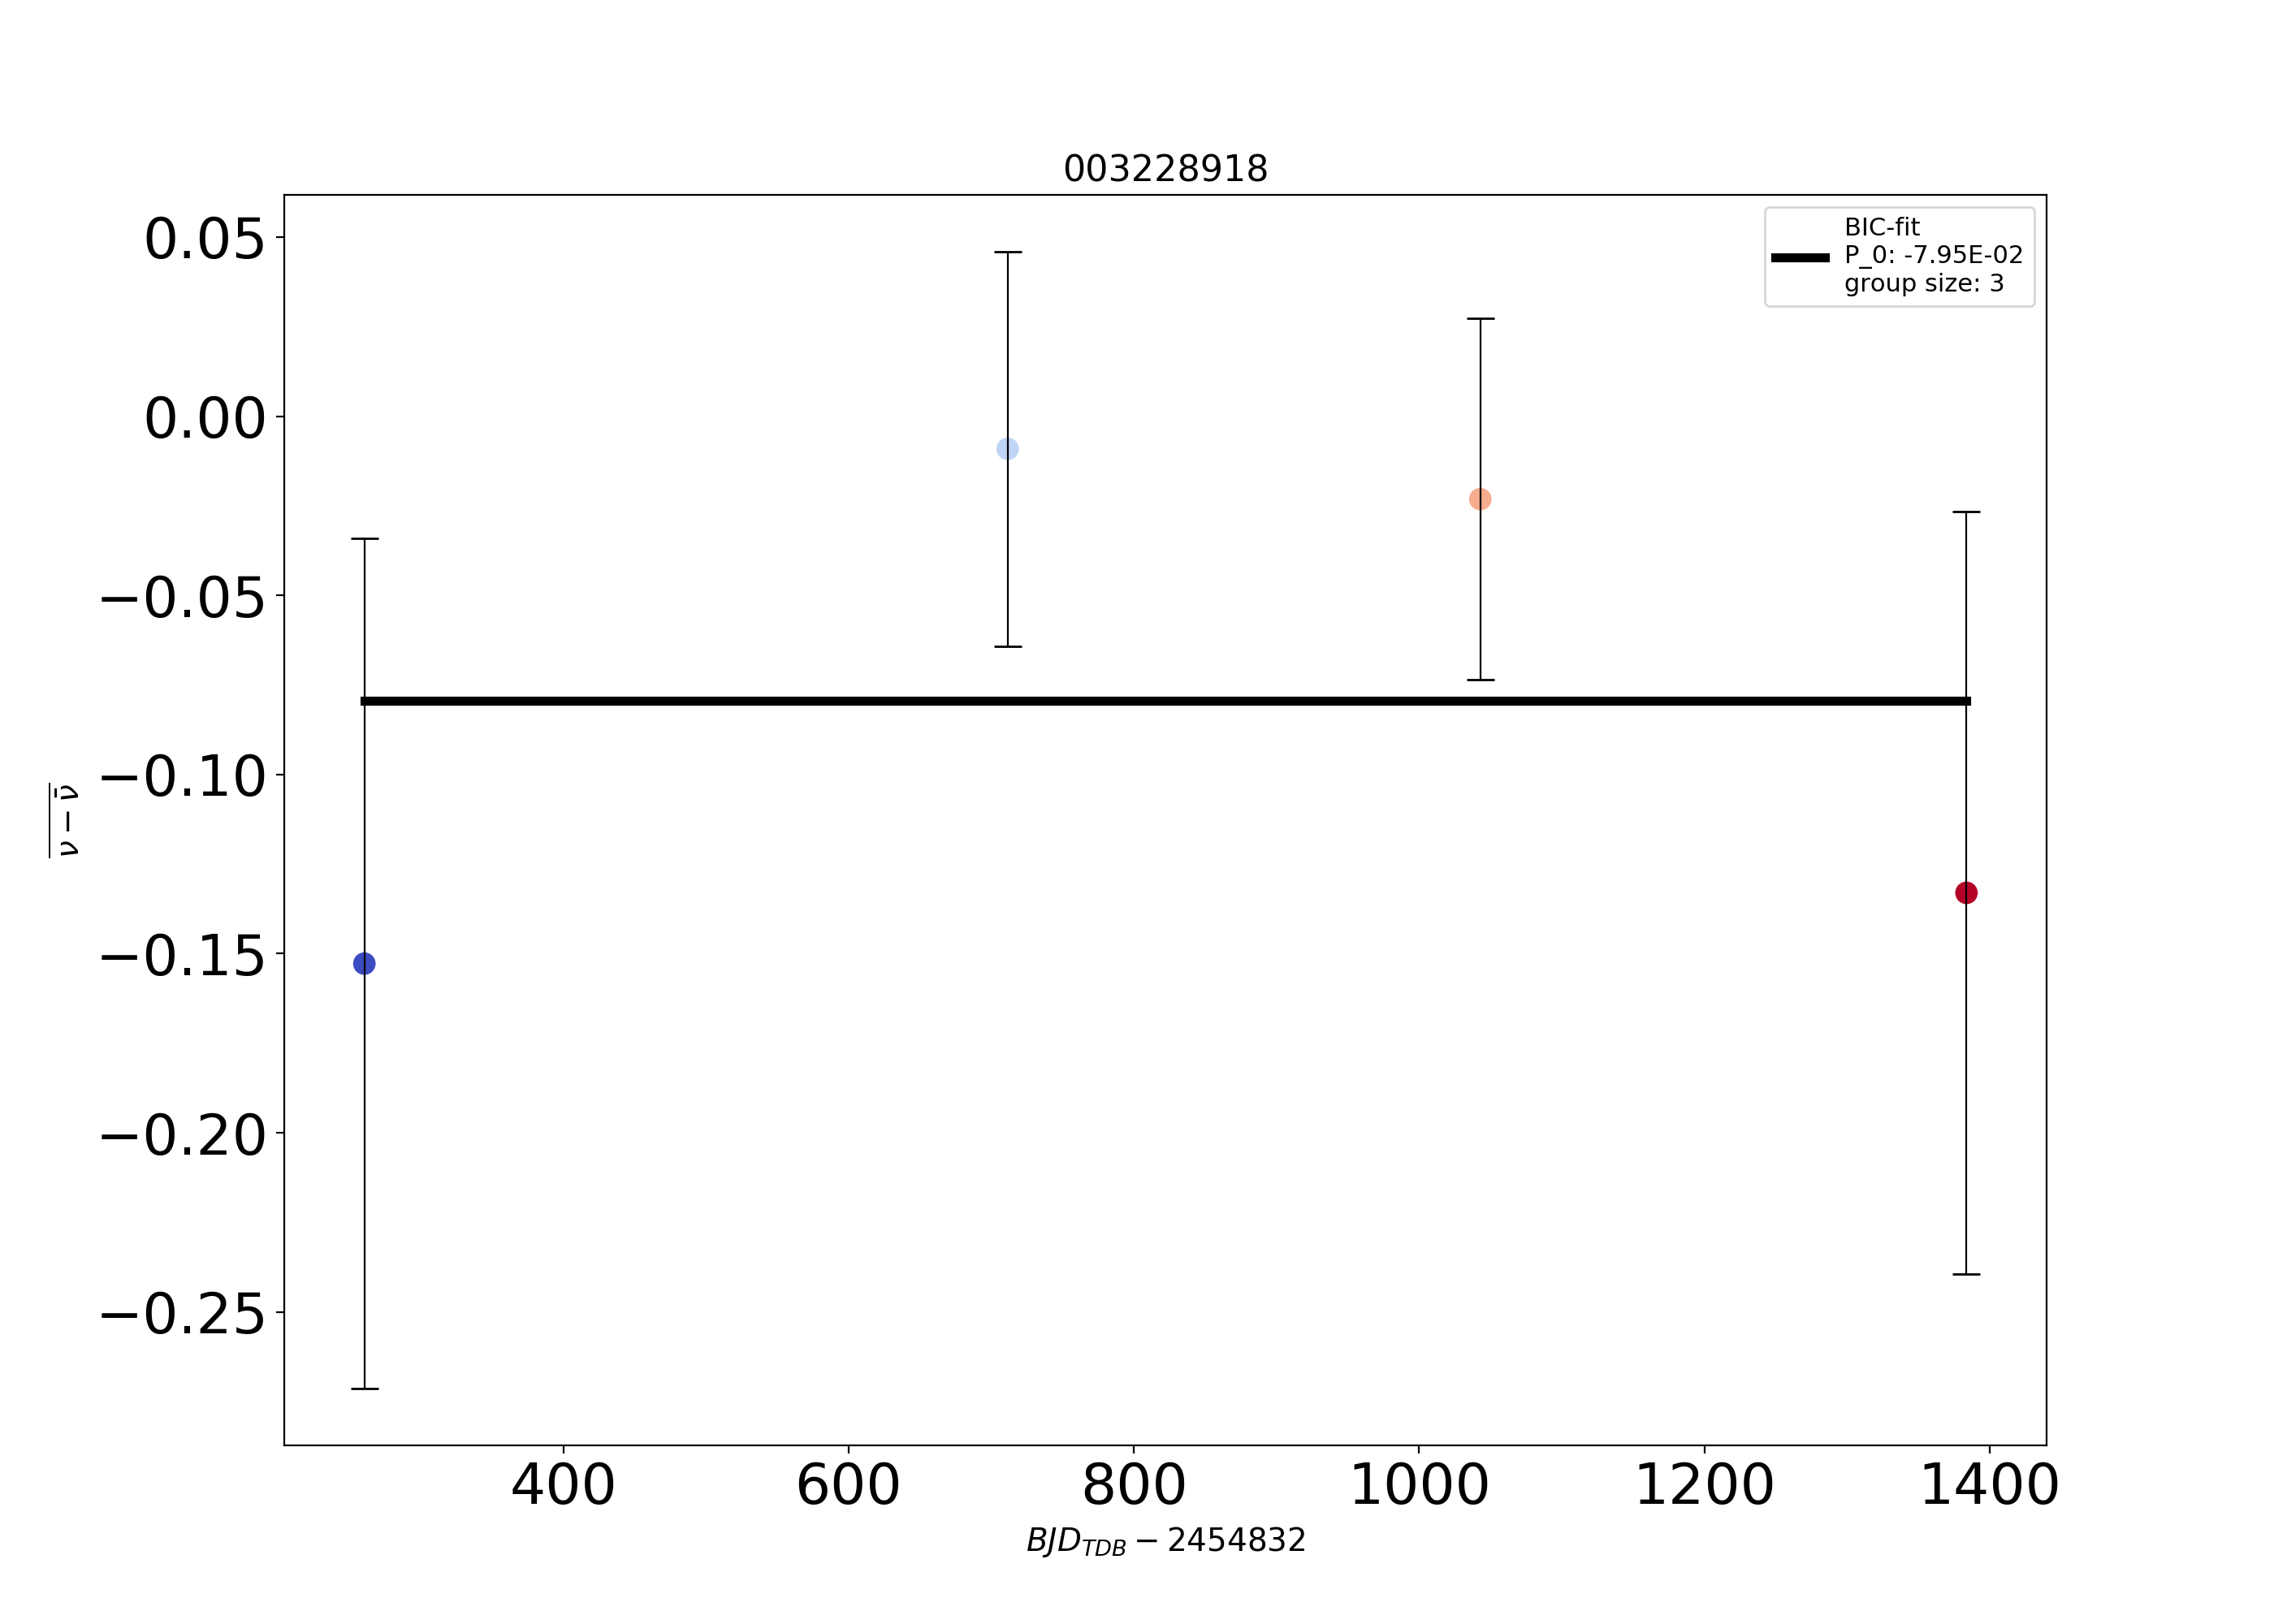 003228918
BIC-fit
P_0: -7.95E-02
group size: 3
0.05
0.00
−0.05
−0.10
−0.15
−0.20
−0.25
ν − ν̄
400 600 800 1000 1200 1400
BJD_TDB − 2454832